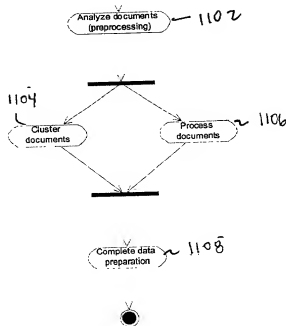 Analyze documents
(preprocessing)
1102
1104
Cluster
documents
Process
documents
1106
Complete data
preparation
1108